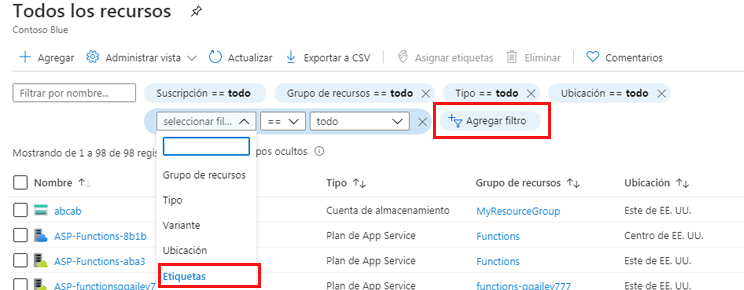 Todos los recursos
Contoso Blue
Agregar Administrar vista Actualizar Exportar a CSV Asignar etiquetas Eliminar Comentarios
Filtrar por nombre... Suscripción == todo Grupo de recursos == todo Tipo == todo Ubicación == todo
seleccionar fil... == todo Agregar filtro
Mostrando de 1 a 98 de 98 ocultos
Grupo de recursos
Tipo
Variante
Ubicación
Etiquetas
Nombre Tipo Grupo de recursos Ubicación
abcab Cuenta de almacenamiento MyResourceGroup Este de EE. UU.
ASP-Functions-8b1b Plan de App Service Functions Centro de EE. UU.
ASP-Functions-aba3 Plan de App Service Functions Este de EE. UU.
ASP-functionsggailey7 Plan de App Service functions-ggailey777 Este de EE. UU.